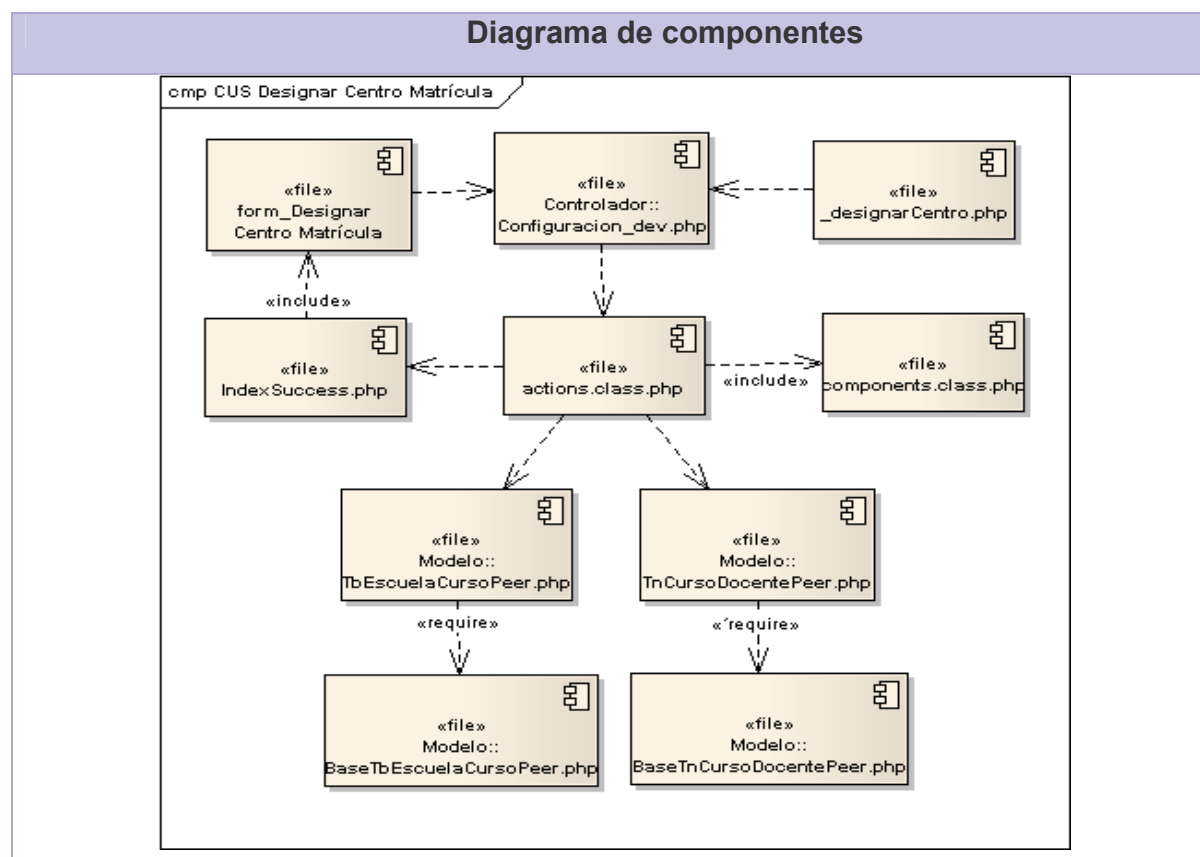 Diagrama de componentes
cmp CUS Designar Centro Matrícula
«file»
form_Designar
Centro Matrícula
«file»
Controlador::
Configuracion_dev.php
«file»
_designarCentro.php
«include»
«file»
IndexSuccess.php
«file»
actions.class.php
«include»
«file»
components.class.php
«file»
Modelo::
TbEscuelaCursoPeer.php
«file»
Modelo::
TnCursoDocentePeer.php
«require»
«´require»
«file»
Modelo::
BaseTbEscuelaCursoPeer.php
«file»
Modelo::
BaseTnCursoDocentePeer.php